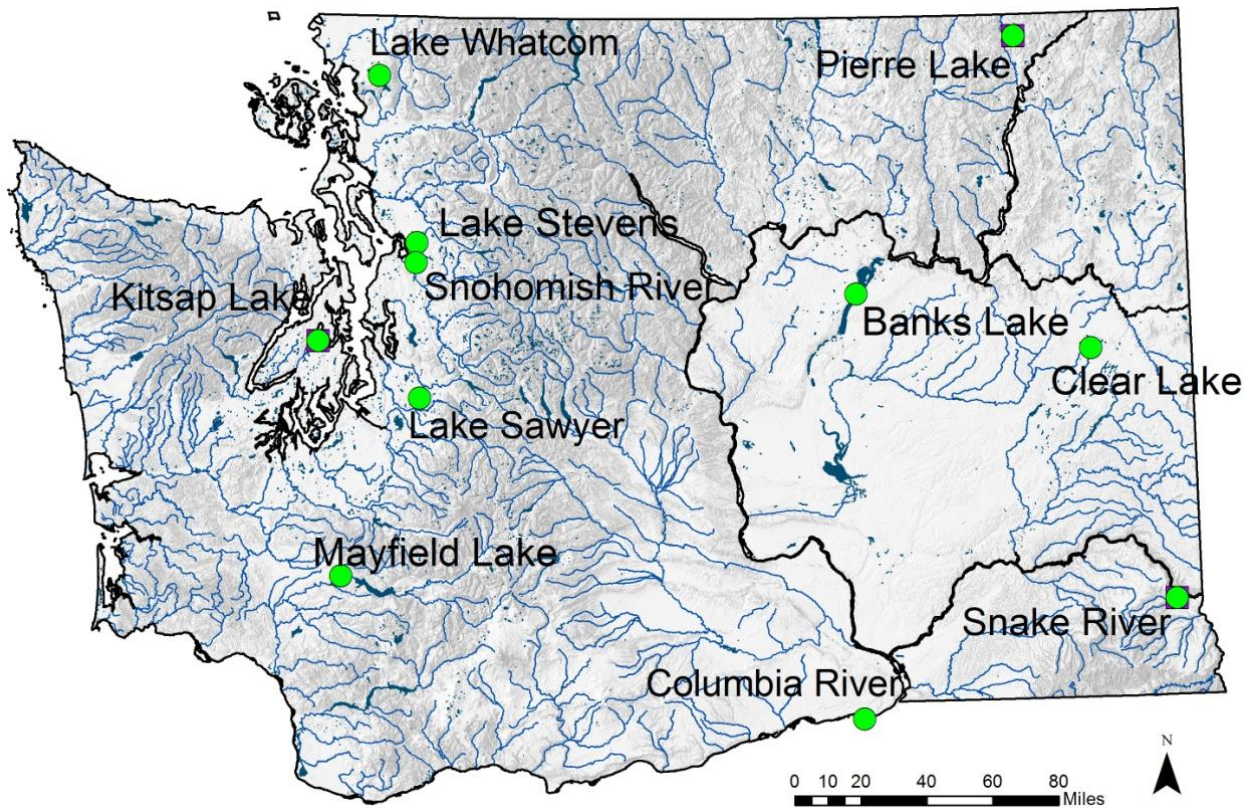 Lake Whatcom
Pierre Lake
Lake Stevens
Snohomish River
Kitsap Lake
Banks Lake
Clear Lake
Lake Sawyer
Mayfield Lake
Snake River
Columbia River
N
0 10 20 40 60 80
Miles